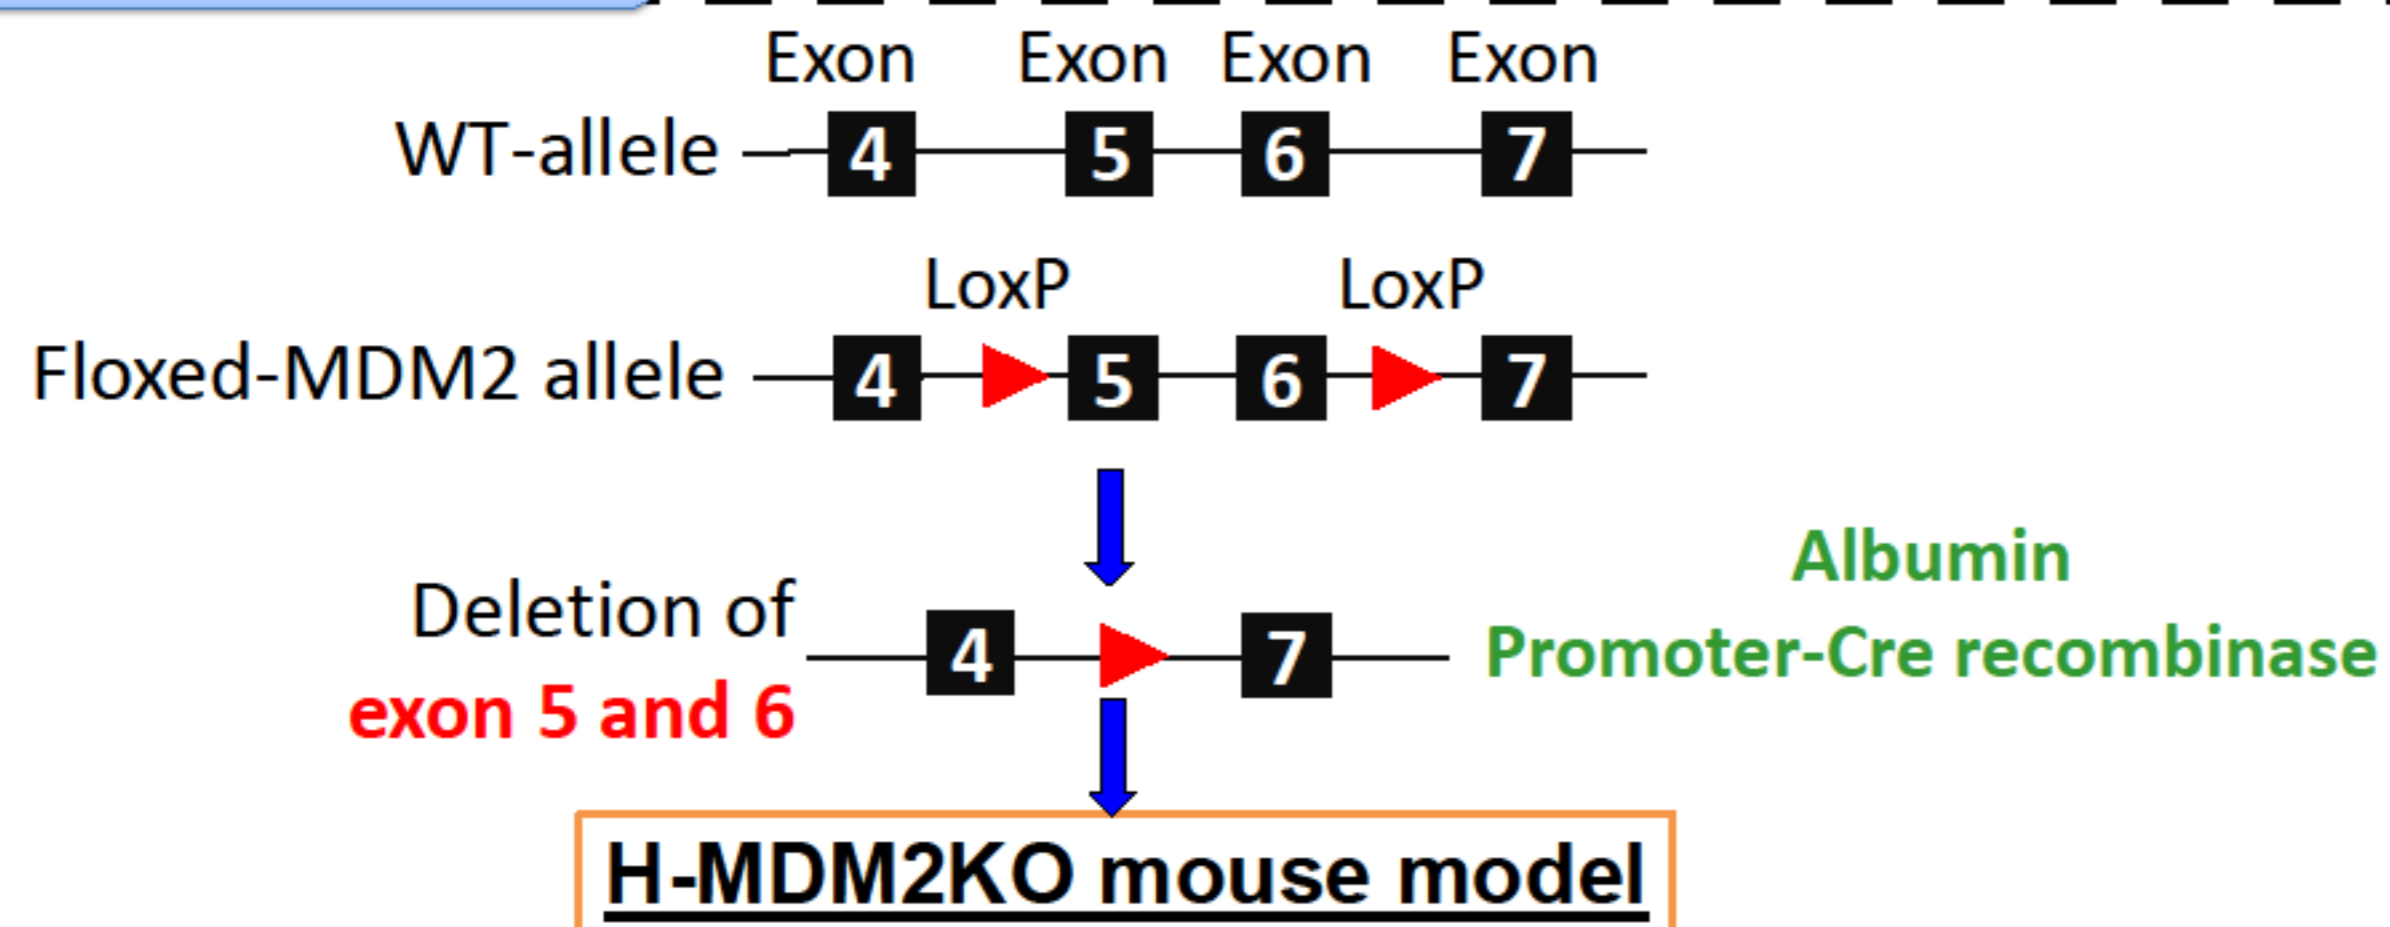 Exon Exon Exon Exon
WT-allele 4 5 6 7
LoxP LoxP
Floxed-MDM2 allele 4 5 6 7
Albumin
Deletion of
4 7 Promoter-Cre recombinase
exon 5 and 6
H-MDM2KO mouse model